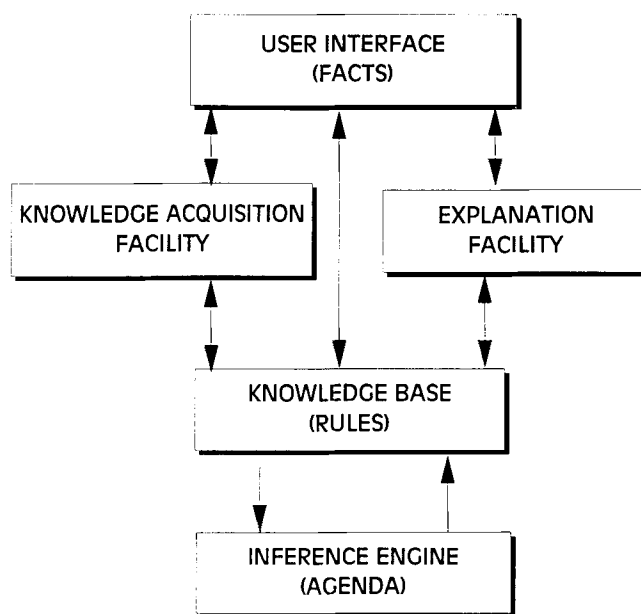 USER INTERFACE
(FACTS)
KNOWLEDGE ACQUISITION
FACILITY
EXPLANATION
FACILITY
KNOWLEDGE BASE
(RULES)
INFERENCE ENGINE
(AGENDA)